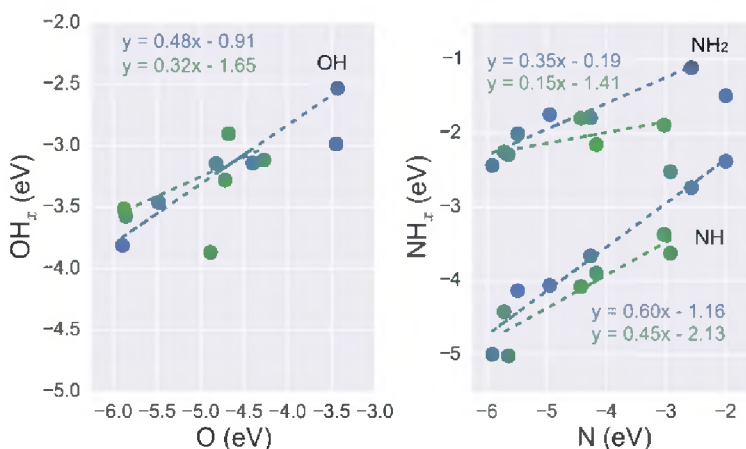 −2.0
−2.5
−3.0
−3.5
−4.0
−4.5
−5.0
OHₓ (eV)
y = 0.48x - 0.91
y = 0.32x - 1.65
OH
−6.0 −5.5 −5.0 −4.5 −4.0 −3.5 −3.0
O (eV)
−1
−2
−3
−4
−5
NHₓ (eV)
y = 0.35x - 0.19
y = 0.15x - 1.41
NH₂
NH
y = 0.60x - 1.16
y = 0.45x - 2.13
−6 −5 −4 −3 −2
N (eV)